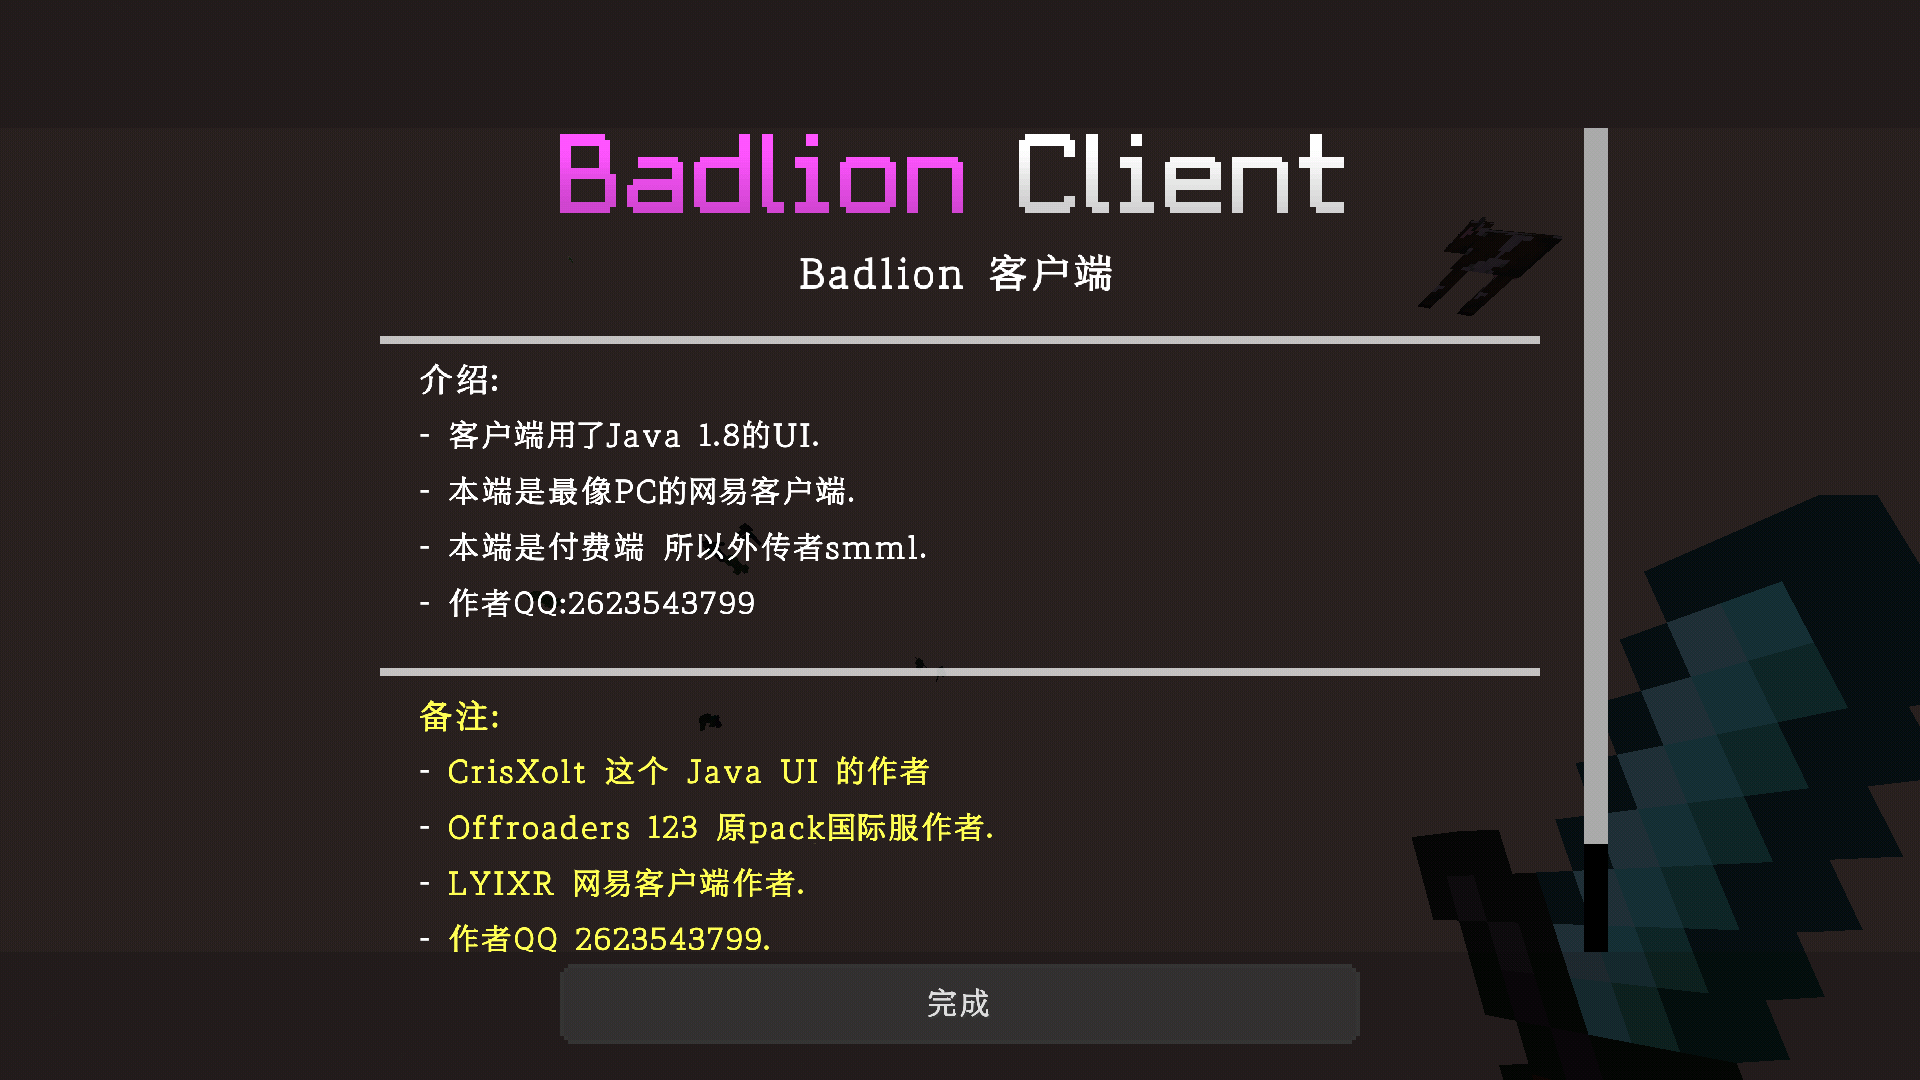 Badlion Client
Badlion 客户端
介绍:
- 客户端用了Java 1.8的UI.
- 本端是最像PC的网易客户端.
- 本端是付费端 所以外传者smml.
- 作者QQ:2623543799
备注:
- CrisXolt 这个 Java UI 的作者
- Offroaders 123 原pack国际服作者.
- LYIXR 网易客户端作者.
- 作者QQ 2623543799.
完成